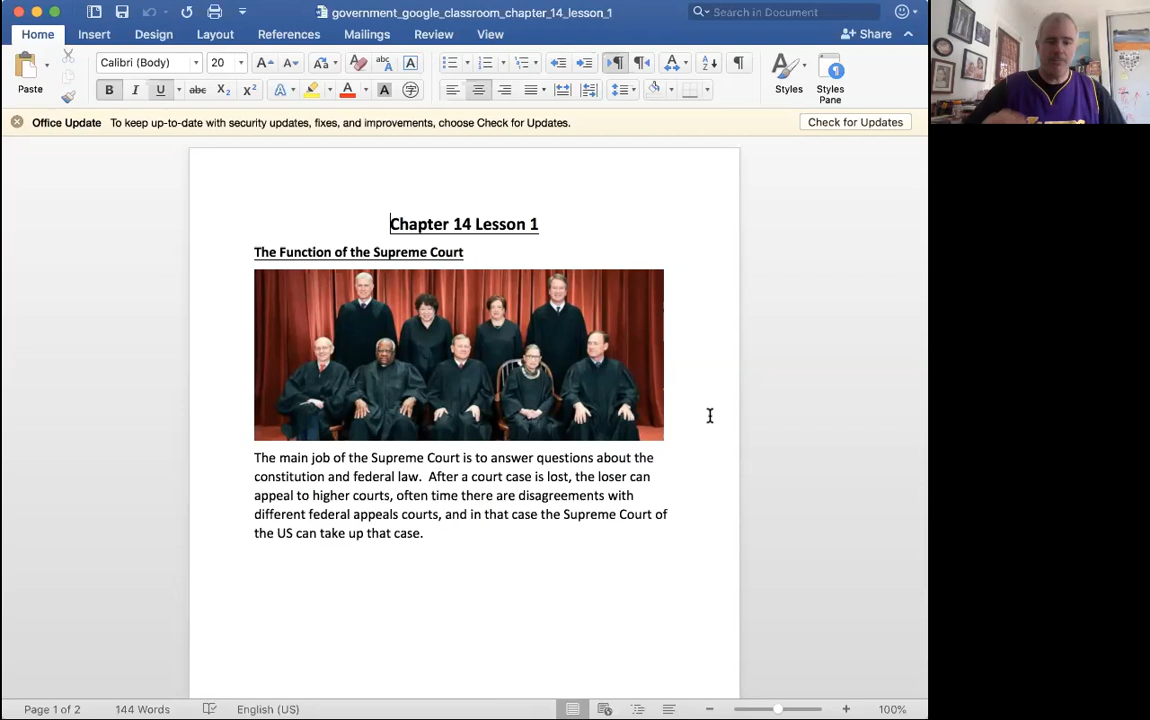 government_google_classroom_chapter_14_lesson_1
Search in Document
Home Insert Design Layout References Mailings Review View Share
Paste
Calibri (Body) 20
Styles
Styles Pane
Office Update To keep up-to-date with security updates, fixes, and improvements, choose Check for Updates. Check for Updates
Chapter 14 Lesson 1
The Function of the Supreme Court
The main job of the Supreme Court is to answer questions about the
constitution and federal law. After a court case is lost, the loser can
appeal to higher courts, often time there are disagreements with
different federal appeals courts, and in that case the Supreme Court of
the US can take up that case.
Page 1 of 2 144 Words English (US) 100%